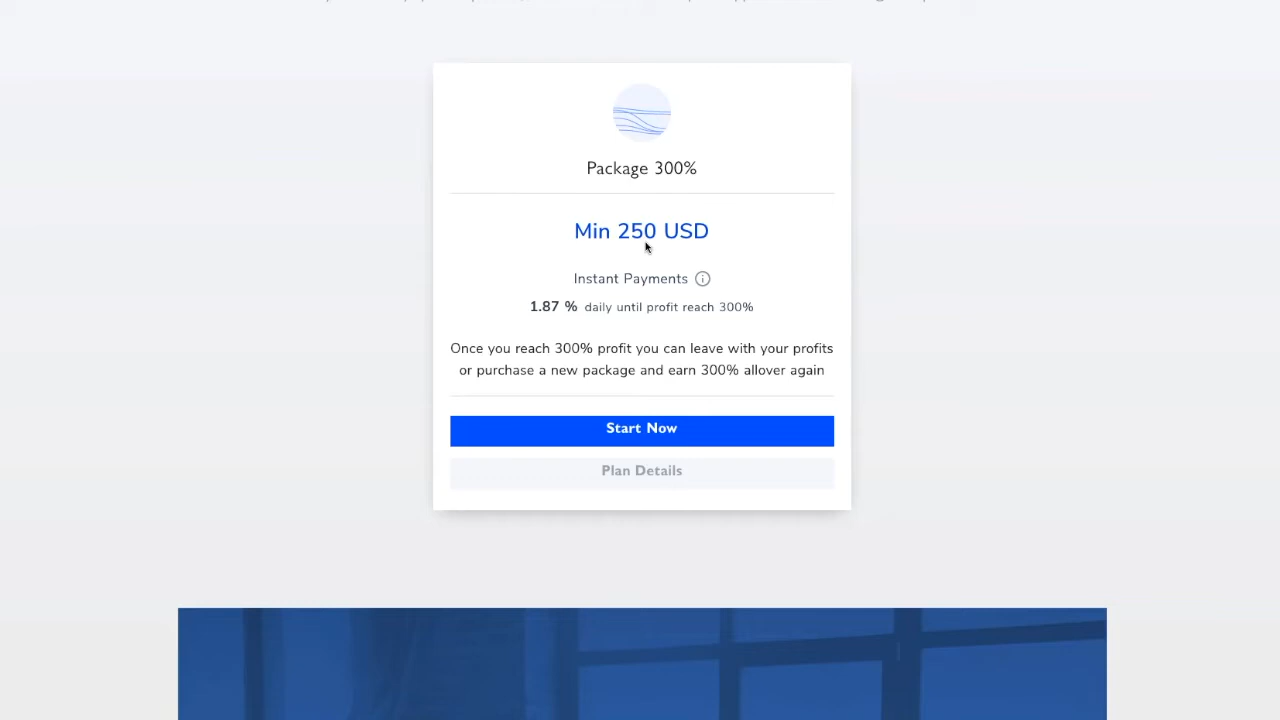 Package 300%
Min 250 USD
Instant Payments
1.87 % daily until profit reach 300%
Once you reach 300% profit you can leave with your profits
or purchase a new package and earn 300% allover again
Start Now
Plan Details